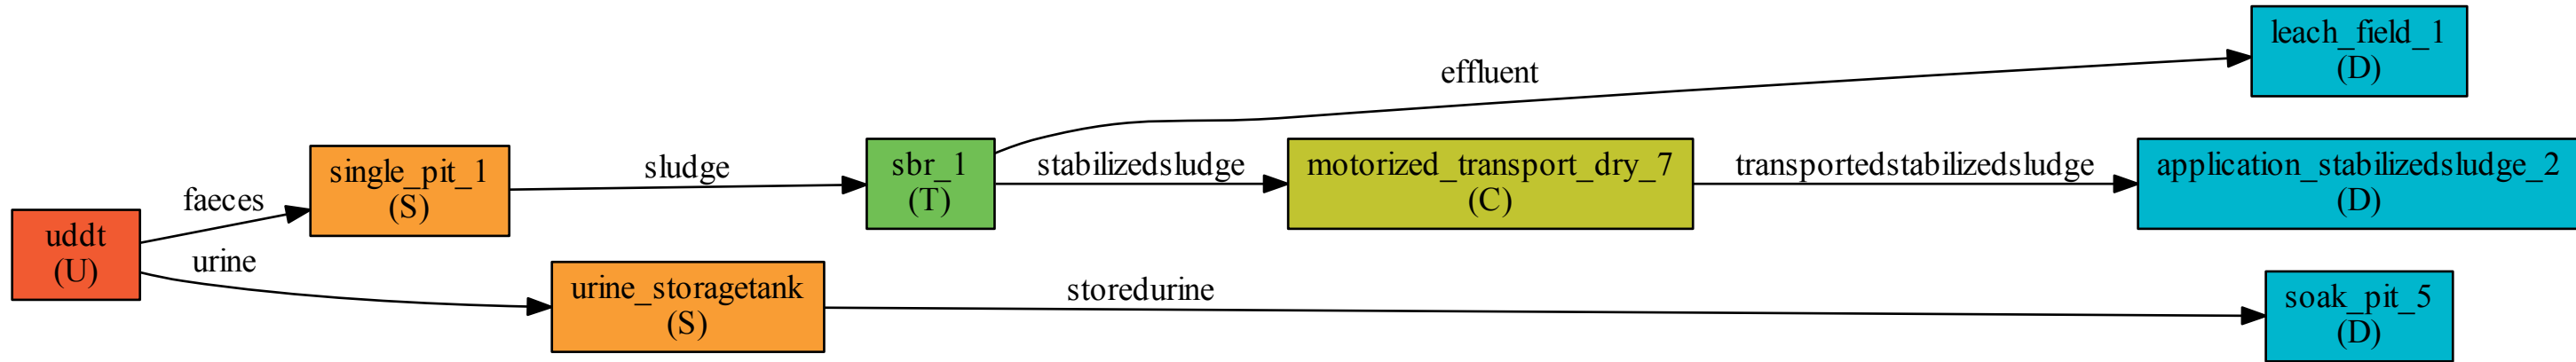 uddt
(U)
faeces
urine
single_pit_1
(S)
urine_storagetank
(S)
sludge
storedurine
sbr_1
(T)
effluent
stabilizedsludge
motorized_transport_dry_7
(C)
transportedstabilizedsludge
leach_field_1
(D)
application_stabilizedsludge_2
(D)
soak_pit_5
(D)